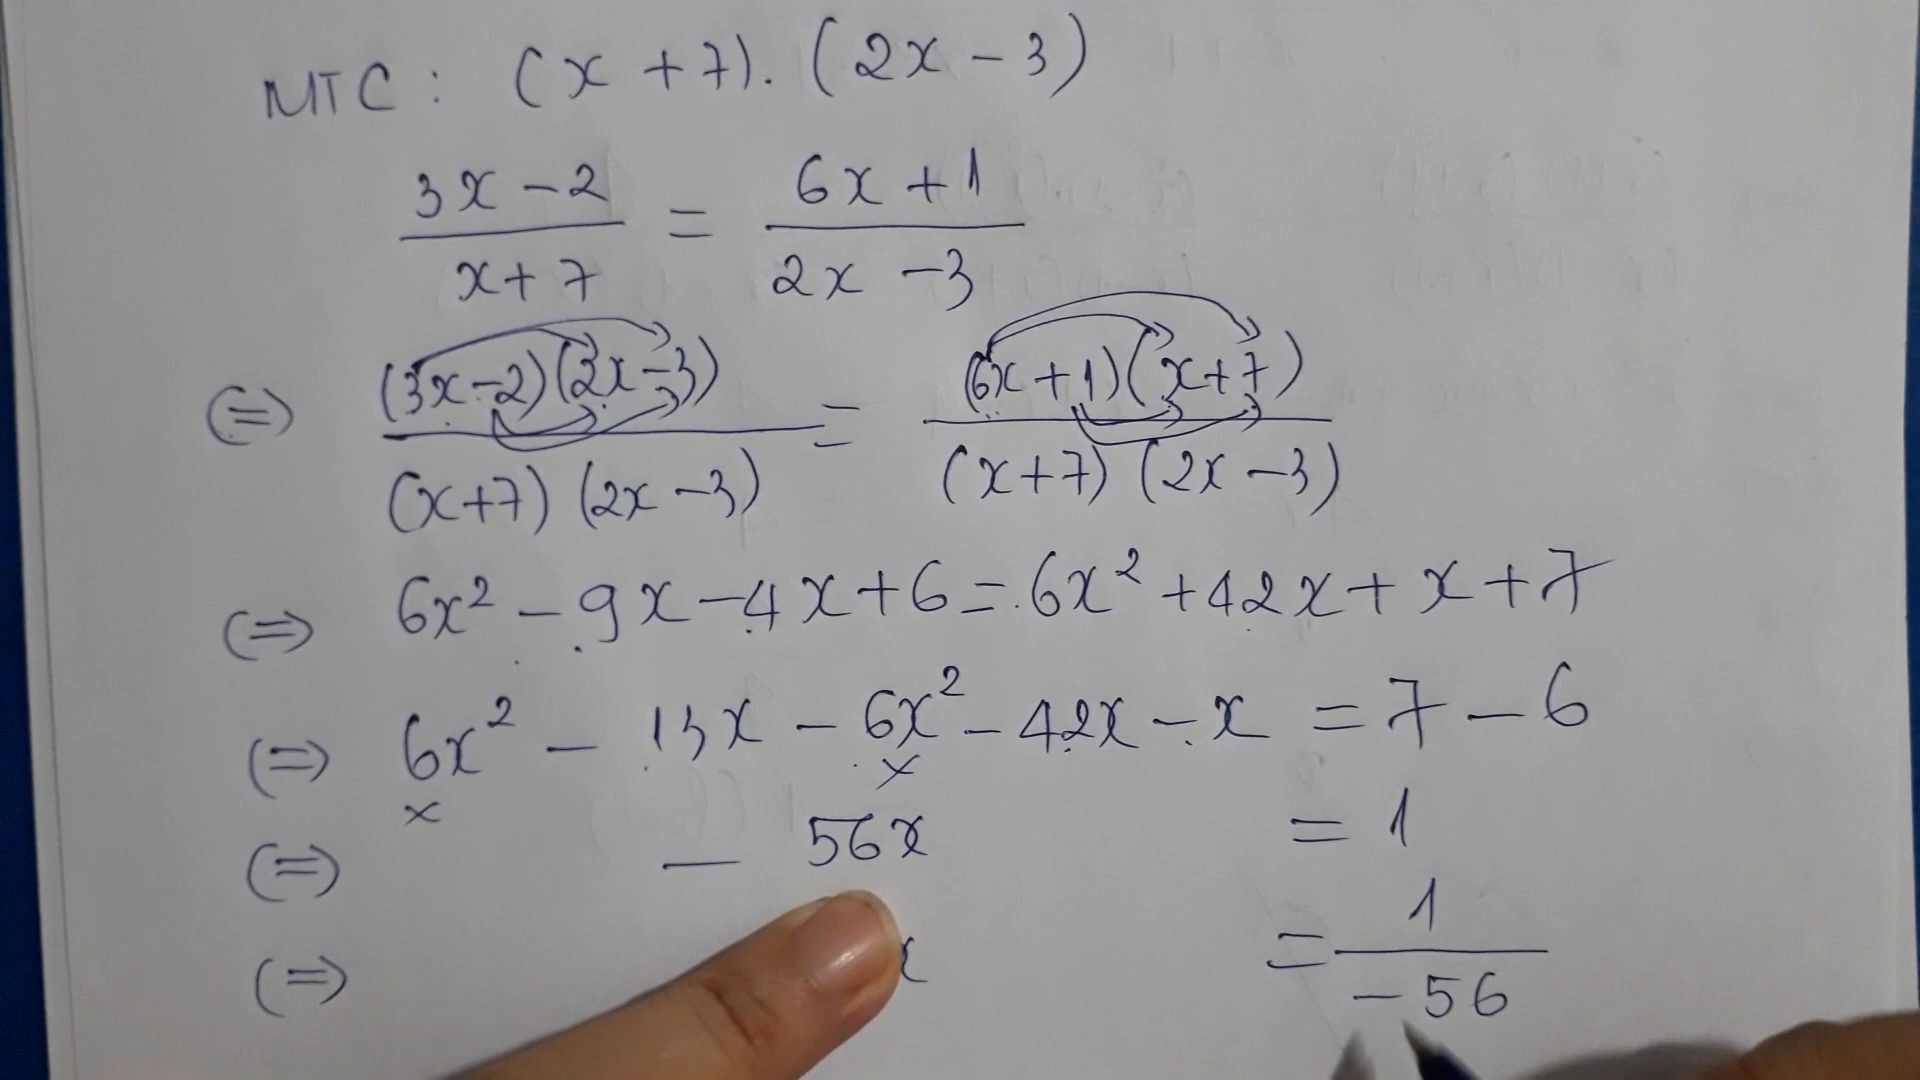 MTC : (x + 7). (2x - 3)
3x - 2 / x + 7 = 6x + 1 / 2x - 3
(=) (3x - 2)(2x - 3) / (x+7) (2x - 3) = (6x + 1)(x + 7) / (x+7) (2x - 3)
(=) 6x² - 9x - 4x + 6 = 6x² + 42x + x + 7
(=) 6x² - 13x - 6x² - 42x - x = 7 - 6
(=) - 56x = 1
(=) x = 1 / - 56